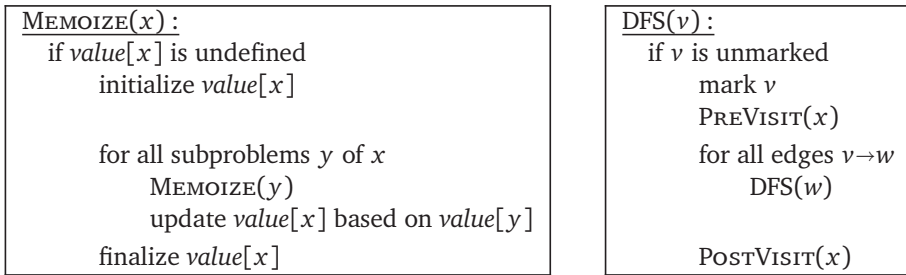 MEMOIZE(x) :
if value[x] is undefined
initialize value[x]
for all subproblems y of x
MEMOIZE(y)
update value[x] based on value[y]
finalize value[x]
DFS(v) :
if v is unmarked
mark v
PREVISIT(x)
for all edges v→w
DFS(w)
POSTVISIT(x)